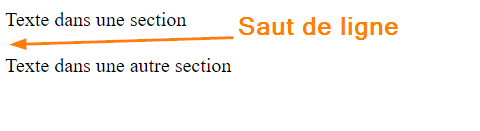 Texte dans une section
Saut de ligne
Texte dans une autre section